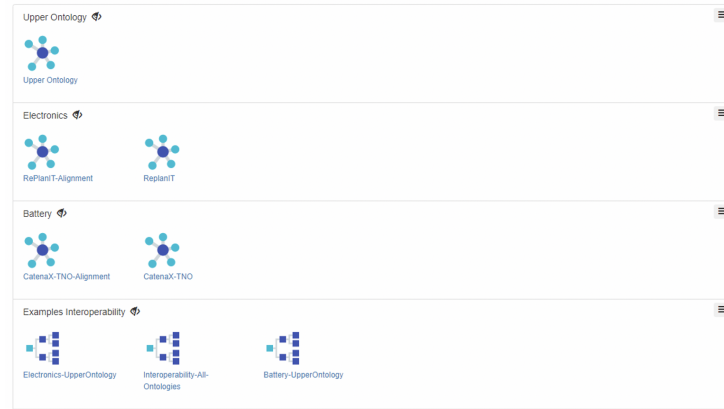 Upper Ontology
Upper Ontology
Electronics
RePlanIT-Alignment
ReplanIT
Battery
CatenaX-TNO-Alignment
CatenaX-TNO
Examples Interoperability
Electronics-UpperOntology
Interoperability-All-
Ontologies
Battery-UpperOntology